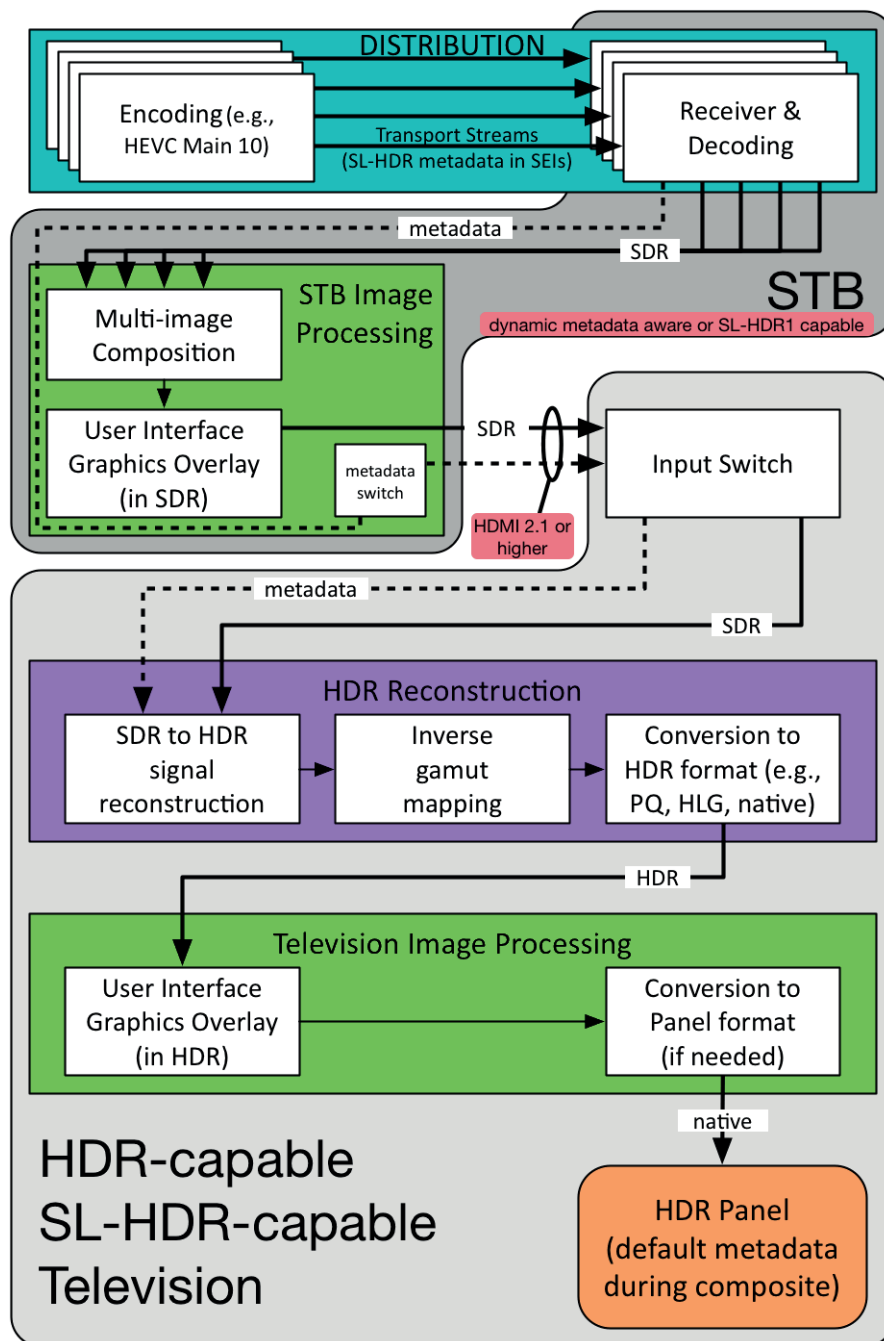 DISTRIBUTION
Encoding (e.g.,
HEVC Main 10)
Transport Streams
(SL-HDR metadata in SEIs)
Receiver &
Decoding
metadata
SDR
STB
dynamic metadata aware or SL-HDR1 capable
STB Image
Processing
Multi-image
Composition
User Interface
Graphics Overlay
(in SDR)
metadata
switch
SDR
HDMI 2.1 or
higher
Input Switch
metadata
SDR
HDR Reconstruction
SDR to HDR
signal
reconstruction
Inverse
gamut
mapping
Conversion to
HDR format (e.g.,
PQ, HLG, native)
HDR
Television Image Processing
User Interface
Graphics Overlay
(in HDR)
Conversion to
Panel format
(if needed)
native
HDR-capable
SL-HDR-capable
Television
HDR Panel
(default metadata
during composite)